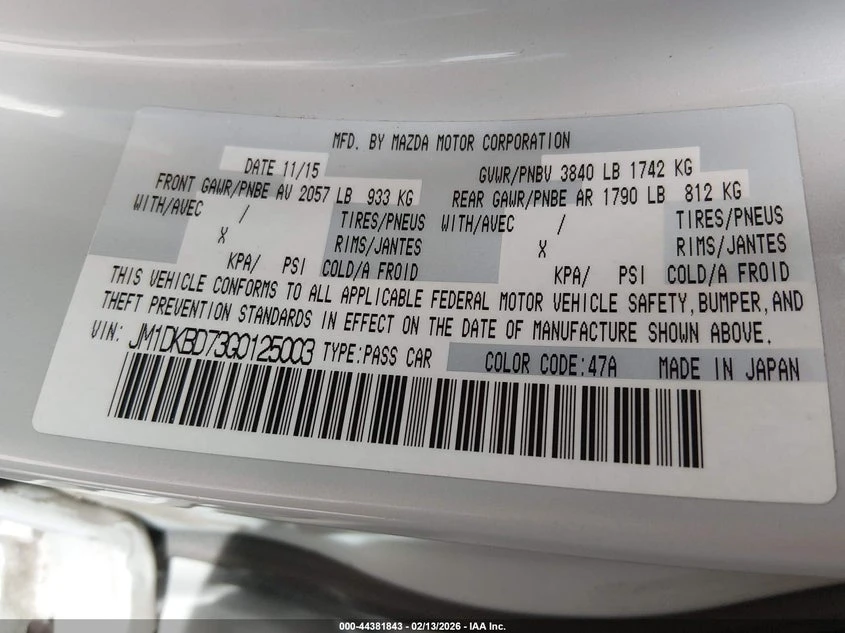 MFD. BY MAZDA MOTOR CORPORATION
DATE 11/15 GVWR/PNBV 3840 LB 1742 KG
FRONT GAWR/PNBE AV 2057 LB 933 KG REAR GAWR/PNBE AR 1790 LB 812 KG
WITH/AVEC / TIRES/PNEUS WITH/AVEC / TIRES/PNEUS
X RIMS/JANTES X RIMS/JANTES
KPA/ PSI COLD/A FROID KPA/ PSI COLD/A FROID
THIS VEHICLE CONFORMS TO ALL APPLICABLE FEDERAL MOTOR VEHICLE SAFETY,BUMPER,AND
THEFT PREVENTION STANDARDS IN EFFECT ON THE DATE OF MANUFACTURE SHOWN ABOVE.
VIN: JM1DKBD73G0125003 TYPE:PASS CAR COLOR CODE:47A MADE IN JAPAN
000-44381843 - 02/13/2026 - IAA Inc.